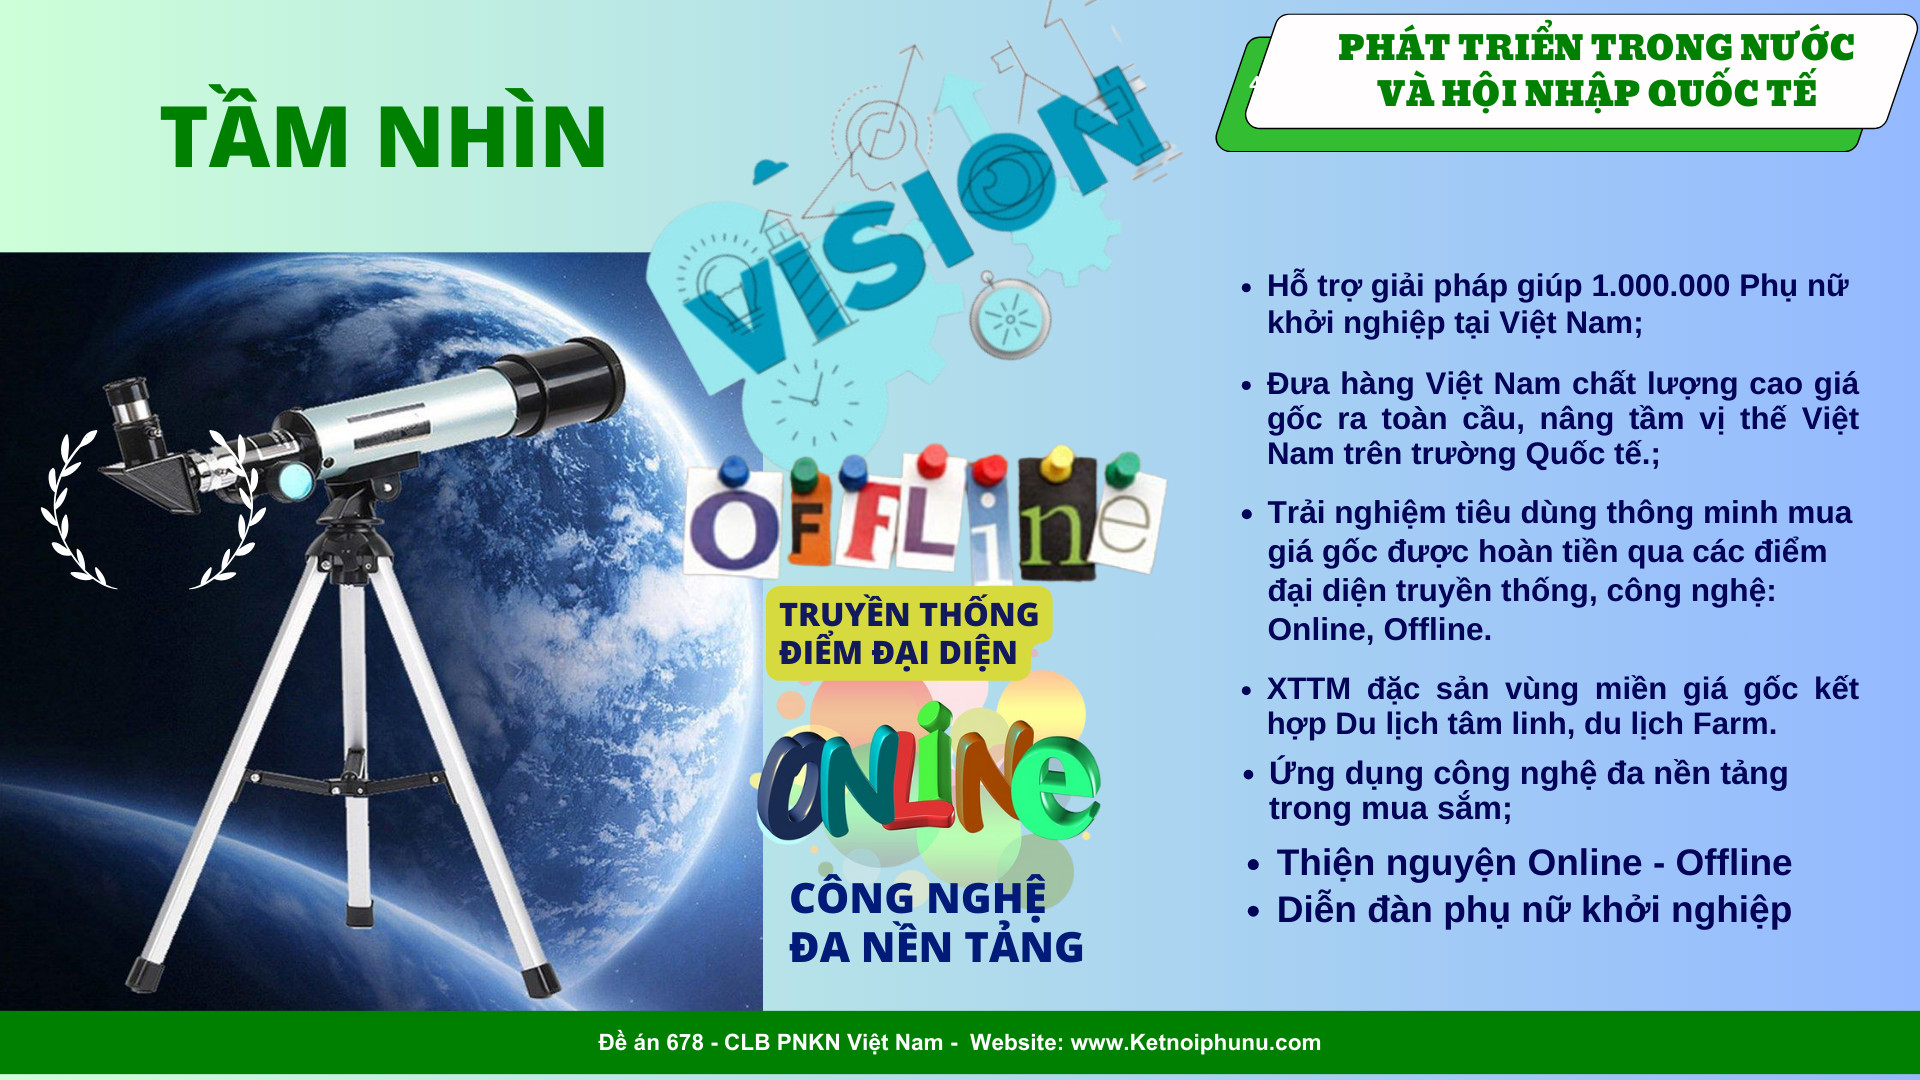 TẦM NHÌN
VISION
PHÁT TRIỂN TRONG NƯỚC
VÀ HỘI NHẬP QUỐC TẾ
OFFLine
TRUYỀN THỐNG
ĐIỂM ĐẠI DIỆN
ONLINe
CÔNG NGHỆ
ĐA NỀN TẢNG
• Hỗ trợ giải pháp giúp 1.000.000 Phụ nữ
khởi nghiệp tại Việt Nam;
• Đưa hàng Việt Nam chất lượng cao giá
gốc ra toàn cầu, nâng tầm vị thế Việt
Nam trên trường Quốc tế.;
• Trải nghiệm tiêu dùng thông minh mua
giá gốc được hoàn tiền qua các điểm
đại diện truyền thống, công nghệ:
Online, Offline.
• XTTM đặc sản vùng miền giá gốc kết
hợp Du lịch tâm linh, du lịch Farm.
• Ứng dụng công nghệ đa nền tảng
trong mua sắm;
• Thiện nguyện Online - Offline
• Diễn đàn phụ nữ khởi nghiệp
Đề án 678 - CLB PNKN Việt Nam - Website: www.Ketnoiphunu.com